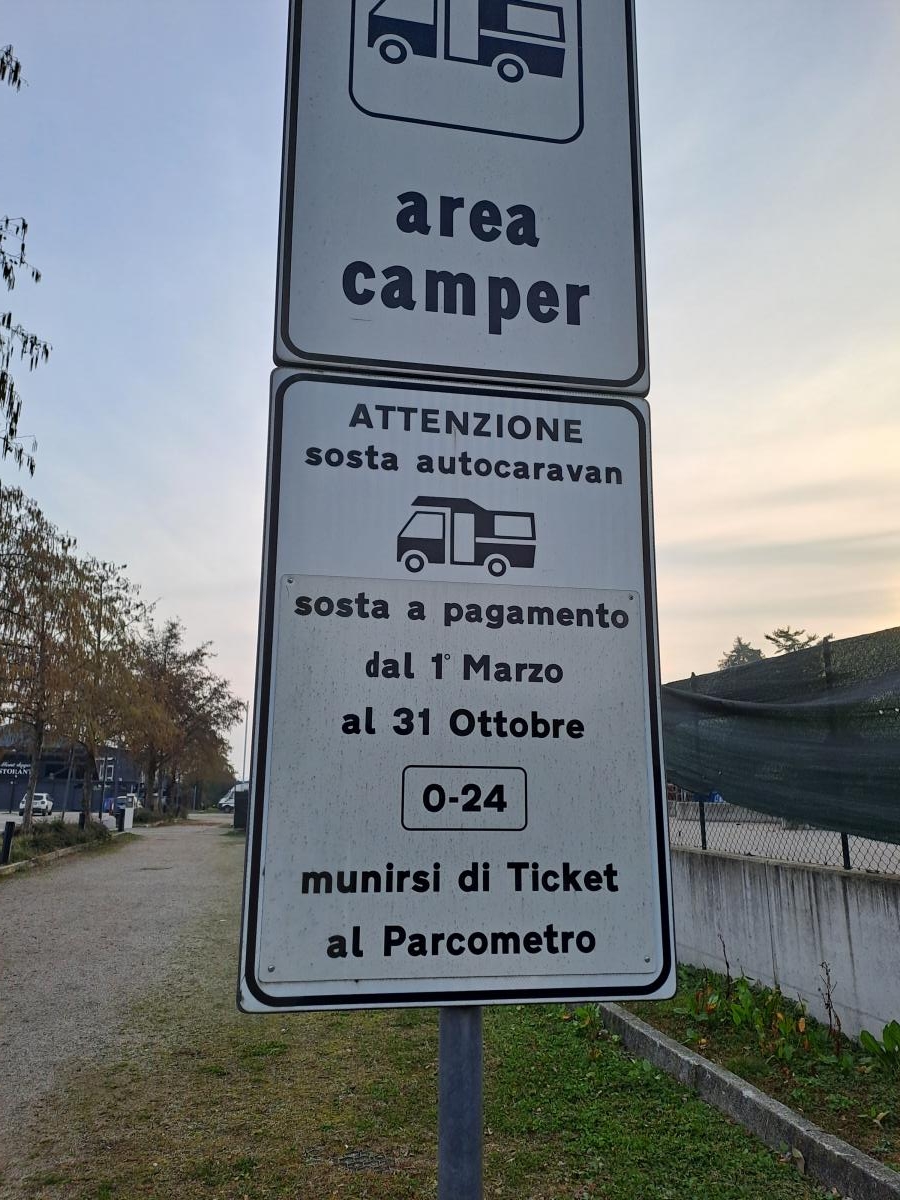 area
camper
ATTENZIONE
sosta autocaravan
sosta a pagamento
dal 1° Marzo
al 31 Ottobre
0-24
munirsi di Ticket
al Parcometro